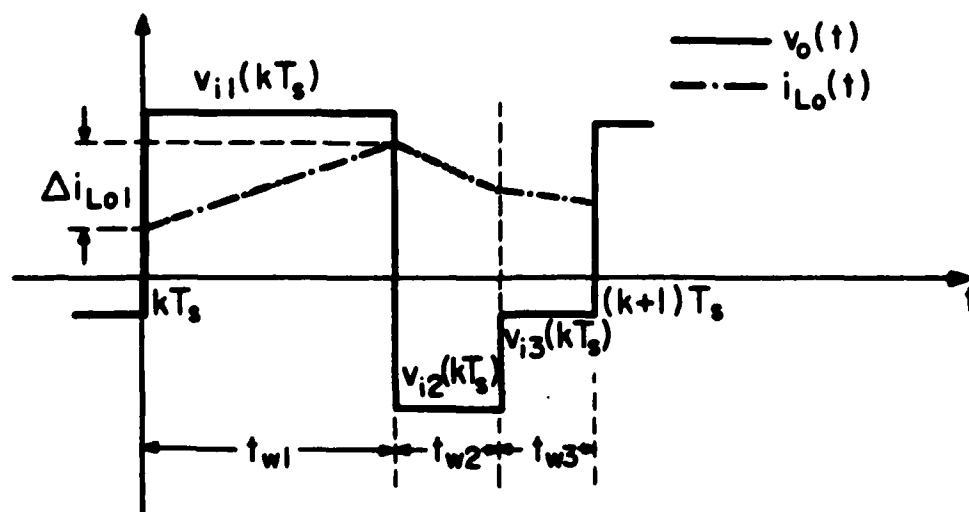 v_o(t)
i_Lo(t)
v_i1(kT_s)
Δi_Lo1
kT_s
(k+1)T_s
t
v_i3(kT_s)
v_i2(kT_s)
t_w1
t_w2
t_w3